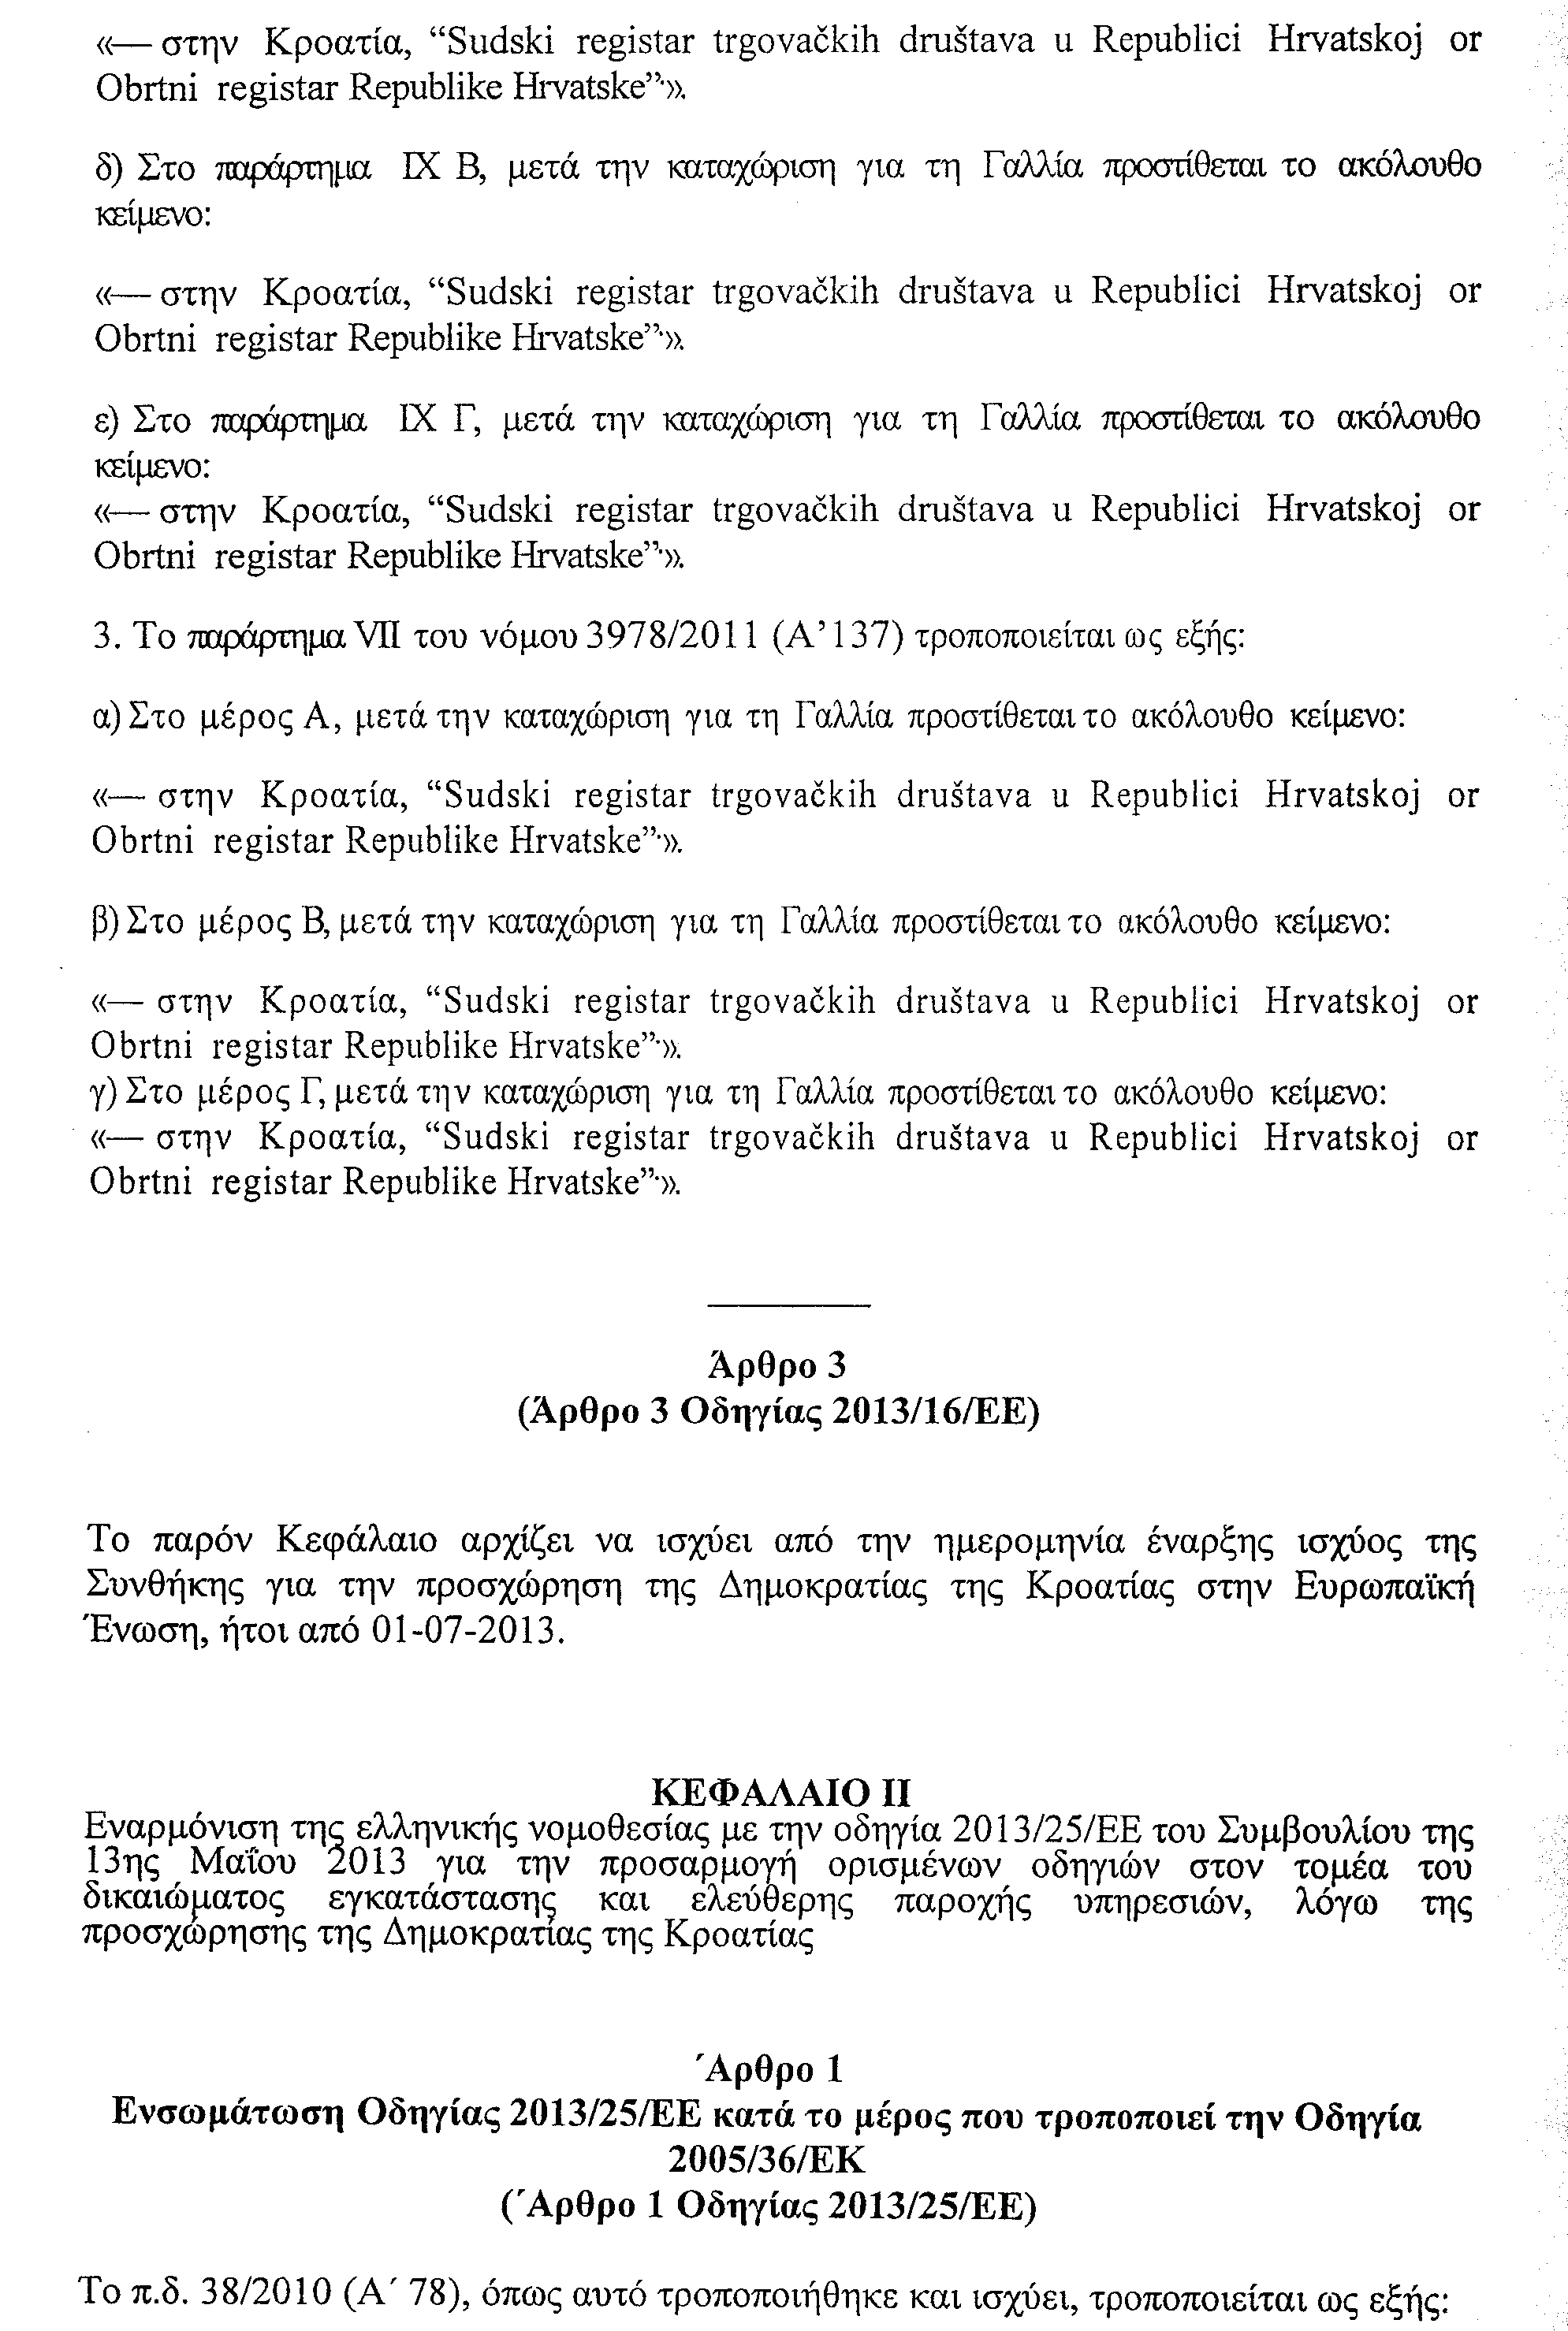 «— στην Κροατία, “Sudski registar trgovačkih društava u Republici Hrvatskoj or
Obrtni registar Republike Hrvatske”·».
δ) Στο παράρτημα IX B, μετά την καταχώριση για τη Γαλλία προστίθεται το ακόλουθο
κείμενο:
«— στην Κροατία, “Sudski registar trgovačkih društava u Republici Hrvatskoj or
Obrtni registar Republike Hrvatske”·».
ε) Στο παράρτημα IX Γ, μετά την καταχώριση για τη Γαλλία προστίθεται το ακόλουθο
κείμενο:
«— στην Κροατία, “Sudski registar trgovačkih društava u Republici Hrvatskoj or
Obrtni registar Republike Hrvatske”·».
3. Το παράρτημα VII του νόμου 3978/2011 (Α’137) τροποποιείται ως εξής:
α) Στο μέρος Α, μετά την καταχώριση για τη Γαλλία προστίθεται το ακόλουθο κείμενο:
«— στην Κροατία, “Sudski registar trgovačkih društava u Republici Hrvatskoj or
Obrtni registar Republike Hrvatske”·».
β) Στο μέρος Β, μετά την καταχώριση για τη Γαλλία προστίθεται το ακόλουθο κείμενο:
«— στην Κροατία, “Sudski registar trgovačkih društava u Republici Hrvatskoj or
Obrtni registar Republike Hrvatske”·».
γ) Στο μέρος Γ, μετά την καταχώριση για τη Γαλλία προστίθεται το ακόλουθο κείμενο:
«— στην Κροατία, “Sudski registar trgovačkih društava u Republici Hrvatskoj or
Obrtni registar Republike Hrvatske”·».
Άρθρο 3
(Άρθρο 3 Οδηγίας 2013/16/ΕΕ)
Το παρόν Κεφάλαιο αρχίζει να ισχύει από την ημερομηνία έναρξης ισχύος της
Συνθήκης για την προσχώρηση της Δημοκρατίας της Κροατίας στην Ευρωπαϊκή
Ένωση, ήτοι από 01-07-2013.
ΚΕΦΑΛΑΙΟ ΙΙ
Εναρμόνιση της ελληνικής νομοθεσίας με την οδηγία 2013/25/ΕΕ του Συμβουλίου της
13ης Μαΐου 2013 για την προσαρμογή ορισμένων οδηγιών στον τομέα του
δικαιώματος εγκατάστασης και ελεύθερης παροχής υπηρεσιών, λόγω της
προσχώρησης της Δημοκρατίας της Κροατίας
Άρθρο 1
Ενσωμάτωση Οδηγίας 2013/25/ΕΕ κατά το μέρος που τροποποιεί την Οδηγία
2005/36/ΕΚ
(Άρθρο 1 Οδηγίας 2013/25/ΕΕ)
Το π.δ. 38/2010 (Α΄ 78), όπως αυτό τροποποιήθηκε και ισχύει, τροποποιείται ως εξής: